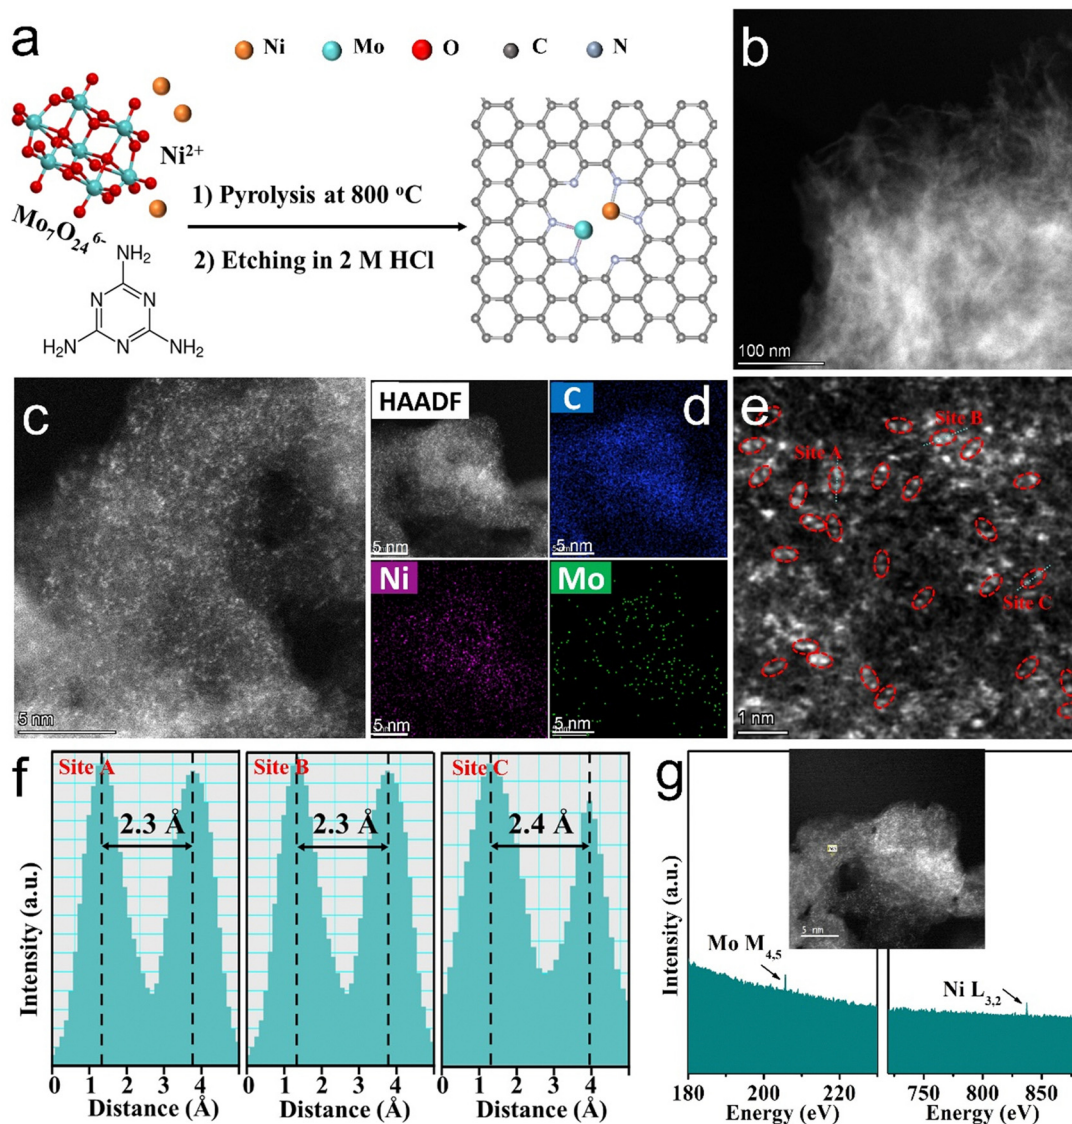 a
Ni Mo O C N
Ni²⁺
Mo₇O₂₄⁶⁻
1) Pyrolysis at 800 °C
2) Etching in 2 M HCl
NH₂
N N
H₂N N NH₂
b
100 nm
c
5 nm
HAADF
5 nm
C
d
5 nm
Ni
5 nm
Mo
5 nm
e
Site B
Site A
Site C
1 nm
f
Site A
2.3 Å
Site B
2.3 Å
Site C
2.4 Å
Intensity (a.u.)
0 1 2 3 4
0 1 2 3 4
0 1 2 3 4
Distance (Å)
Distance (Å)
Distance (Å)
g
5 nm
Intensity (a.u.)
Mo M₄,₅
Ni L₃,₂
180 200 220
750 800 850
Energy (eV)
Energy (eV)